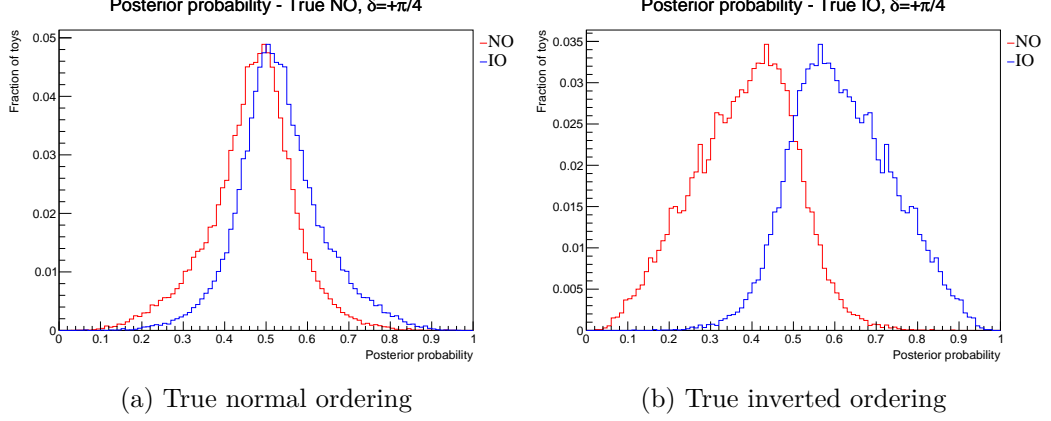 Posterior probability - True NO, δ=+π/4
NO
IO
Fraction of toys
0.05
0.04
0.03
0.02
0.01
0
0 0.1 0.2 0.3 0.4 0.5 0.6 0.7 0.8 0.9 1
Posterior probability
(a) True normal ordering
Posterior probability - True IO, δ=+π/4
NO
IO
Fraction of toys
0.035
0.03
0.025
0.02
0.015
0.01
0.005
0
0 0.1 0.2 0.3 0.4 0.5 0.6 0.7 0.8 0.9 1
Posterior probability
(b) True inverted ordering